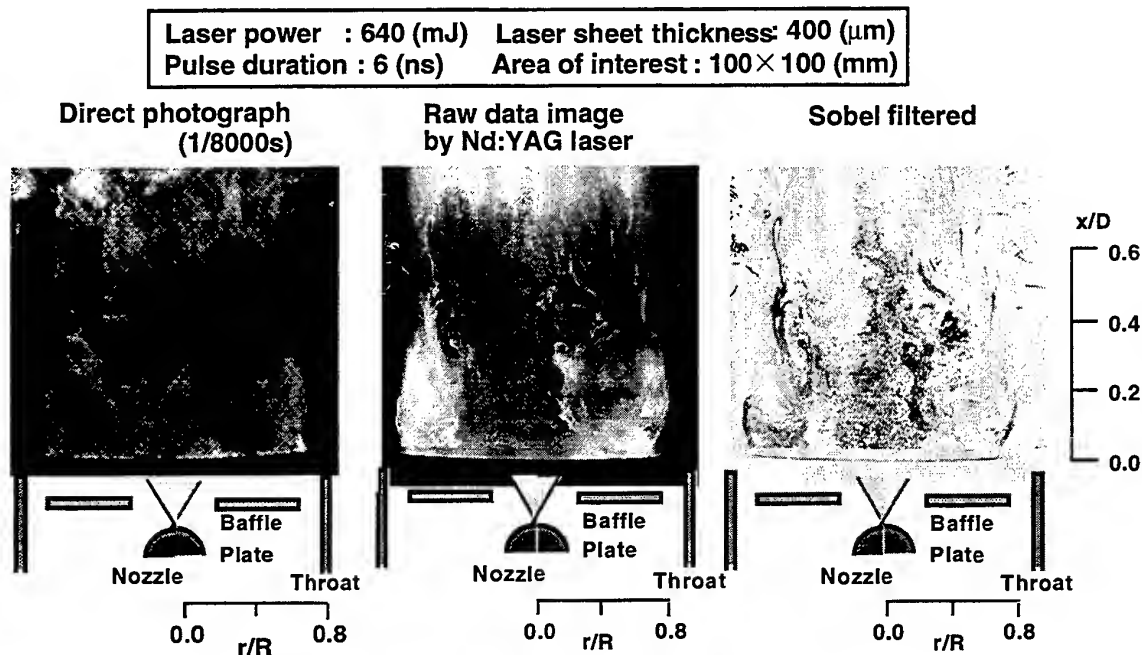 Laser power : 640 (mJ) Laser sheet thickness: 400 (μm)
Pulse duration : 6 (ns) Area of interest : 100×100 (mm)
Direct photograph
(1/8000s)
Raw data image
by Nd:YAG laser
Sobel filtered
x/D
0.6
0.4
0.2
0.0
Baffle
Plate
Nozzle
Throat
0.0
0.8
r/R
Baffle
Plate
Nozzle
Throat
0.0
0.8
r/R
Baffle
Plate
Nozzle
Throat
0.0
0.8
r/R